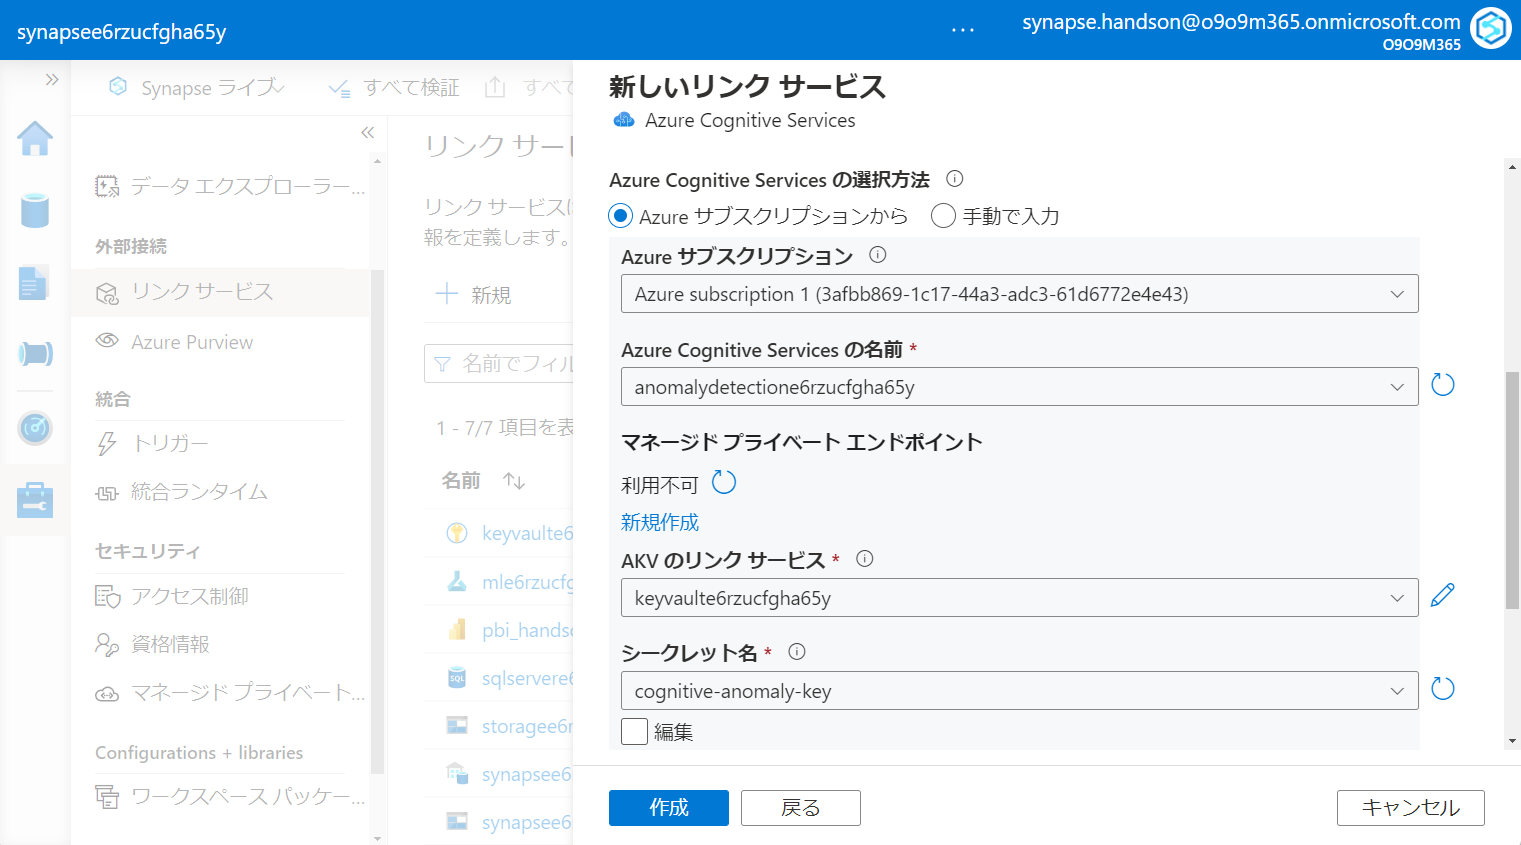 synapsee6rzucfgha65y
...
synapse.handson@o9o9m365.onmicrosoft.com
O9O9M365
Synapse ライブ
すべて検証
すべて
データ エクスプローラー...
外部接続
リンク サービス
Azure Purview
統合
トリガー
統合ランタイム
セキュリティ
アクセス制御
資格情報
マネージド プライベート...
Configurations + libraries
ワークスペース パッケー...
リンク サー
リンク サービスに
報を定義します。
新規
名前でフィル
1 - 7/7 項目を表
名前
keyvaulte6
mle6rzucfg
pbi_handso
SQL
sqlservere6
storagee6r
synapsee6
synapsee6
新しいリンク サービス
Azure Cognitive Services
Azure Cognitive Services の選択方法
Azure サブスクリプションから
手動で入力
Azure サブスクリプション
Azure subscription 1 (3afbb869-1c17-44a3-adc3-61d6772e4e43)
Azure Cognitive Services の名前 *
anomalydetectione6rzucfgha65y
マネージド プライベート エンドポイント
利用不可
新規作成
AKV のリンク サービス *
keyvaulte6rzucfgha65y
シークレット名 *
cognitive-anomaly-key
編集
作成
戻る
キャンセル